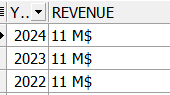 Y... REVENUE
2024 11 M$
2023 11 M$
2022 11 M$